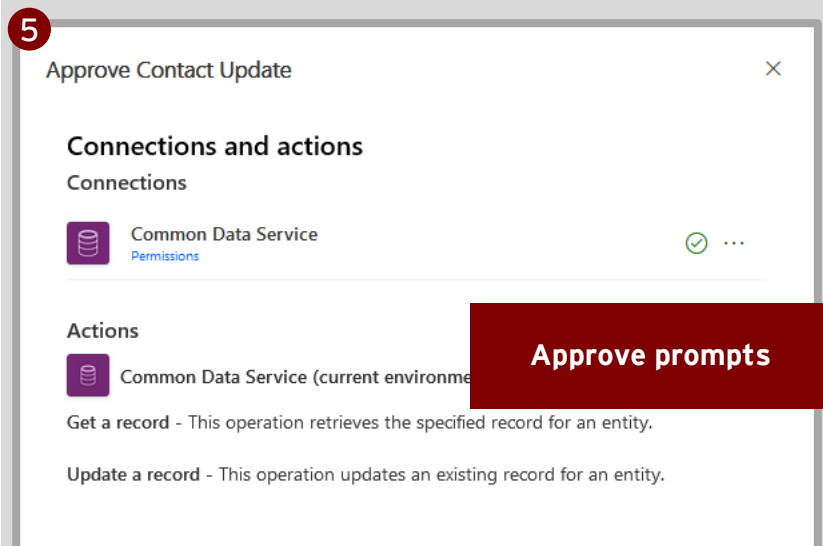 5
Approve Contact Update
Connections and actions
Connections
Common Data Service
Permissions
Actions
Common Data Service (current
Approve prompts
Get a record - This operation retrieves the specified record for an entity.
Update a record - This operation updates an existing record for an entity.